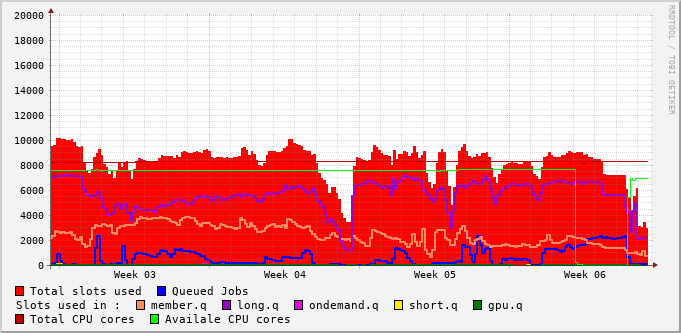 RRDTOOL / TOBI OETIKER
20000
18000
16000
14000
12000
10000
8000
6000
4000
2000
0
Week 03 Week 04 Week 05 Week 06
Total slots used Queued Jobs
Slots used in : member.q long.q ondemand.q short.q gpu.q
Total CPU cores Availale CPU cores